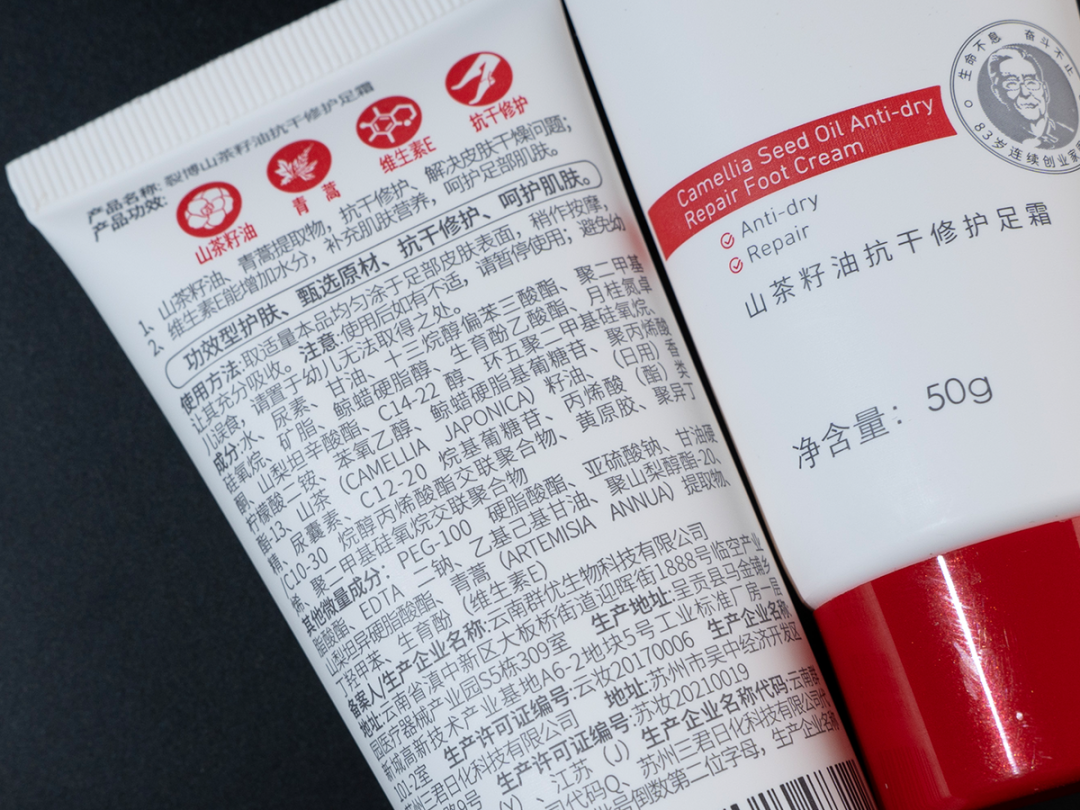 产品名称: 裂博山茶籽油抗干修护足霜
产品功效:
山茶籽油
青蒿
维生素E
抗干修护
1、山茶籽油、青蒿提取物,抗干修护、解决皮肤干燥问题;
2、维生素E能增加水分,补充肌肤营养,呵护足部肌肤。
功效型护肤、甄选原材、抗干修护、呵护肌肤。
使用方法:取适量本品均匀涂于足部皮肤表面,稍作按摩,
让其充分吸收。注意:使用后如有不适,请暂停使用;避免幼
儿误食,请置于幼儿无法取得之处。
成分:水、尿素、甘油、十三烷醇偏苯三酸酯、聚二甲基
硅氧烷、矿脂、鲸蜡硬脂醇、生育酚乙酸酯、月桂氮卓
酮、山梨坦辛酸酯、C14-22 醇、环五聚二甲基硅氧烷、
柠檬酸二铵、苯氧乙醇、鲸蜡硬脂基葡糖苷、聚丙烯酸
酯-13、山茶 (CAMELLIA JAPONICA) 籽油、(日用) 香
精、尿囊素、C12-20 烷基葡糖苷、丙烯酸 (酯) 类
/C10-30 烷醇丙烯酸酯交联聚合物、黄原胶、聚异丁
烯、聚二甲基硅氧烷交联聚合物
其他微量成分: PEG-100 硬脂酸酯、亚硫酸钠、甘油硬
脂酸酯、EDTA 二钠、乙基己基甘油、聚山梨醇酯-20、
山梨坦异硬脂酸酯、青蒿 (ARTEMISIA ANNUA) 提取物、
丁羟甲苯、生育酚 (维生素E)
备案人/生产企业名称:云南群优生物科技有限公司
地址:云南省滇中新区大板桥街道迎晖街1888号临空产业
园医疗器械产业园S5栋309室 生产地址:呈贡县马金铺乡
新城高新技术产业基地A6-2地块5号工业标准厂房一层
101-2室 生产许可证编号:云妆20170006 生产企业名称:
苏州三君日化科技有限公司 地址:苏州市吴中经济开发区
生产许可证编号:苏妆20210019
(Y) 、江苏 (J) 生产企业名称代码:云南群
司代码Q、苏州三君日化科技有限公司代
号倒数第二位字母,生产企业名称
生命不息 奋斗不止
83岁连续创业家
Camellia Seed Oil Anti-dry
Repair Foot Cream
Anti-dry
Repair
山茶籽油抗干修护足霜
净含量: 50g